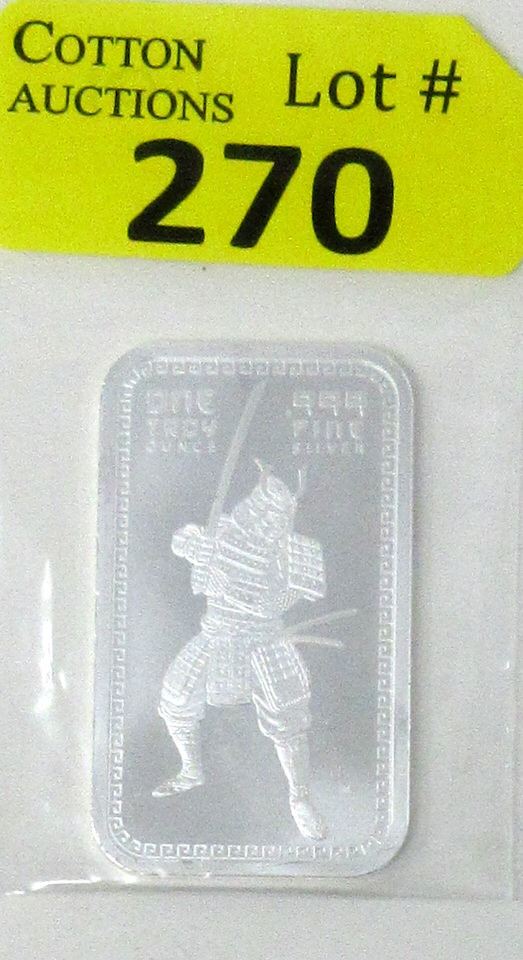 COTTON
AUCTIONS
Lot #
270
ONE
TROY
OUNCE
.999
FINE
SILVER